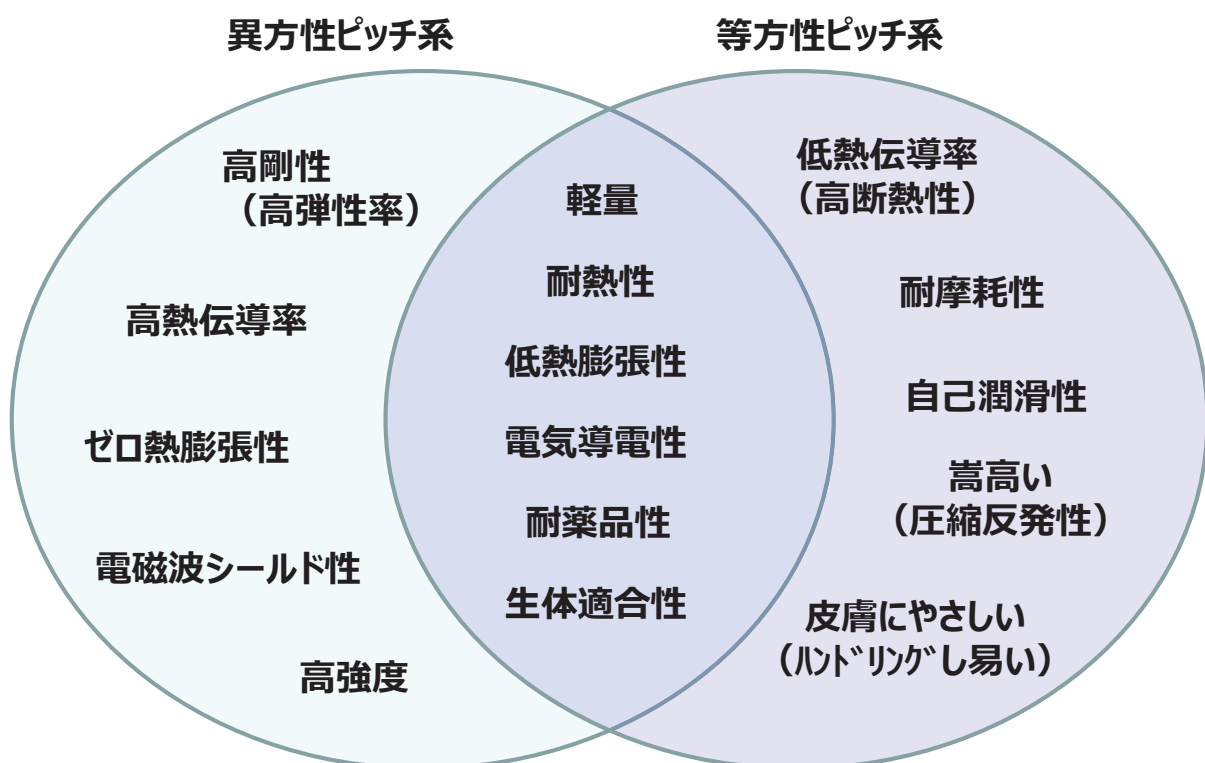 異方性ピッチ系
等方性ピッチ系
高剛性
（高弾性率）
高熱伝導率
ゼロ熱膨張性
電磁波シールド性
高強度
軽量
耐熱性
低熱膨張性
電気導電性
耐薬品性
生体適合性
低熱伝導率
（高断熱性）
耐摩耗性
自己潤滑性
嵩高い
（圧縮反発性）
皮膚にやさしい
（ﾊﾝﾄﾞﾘﾝｸﾞし易い）